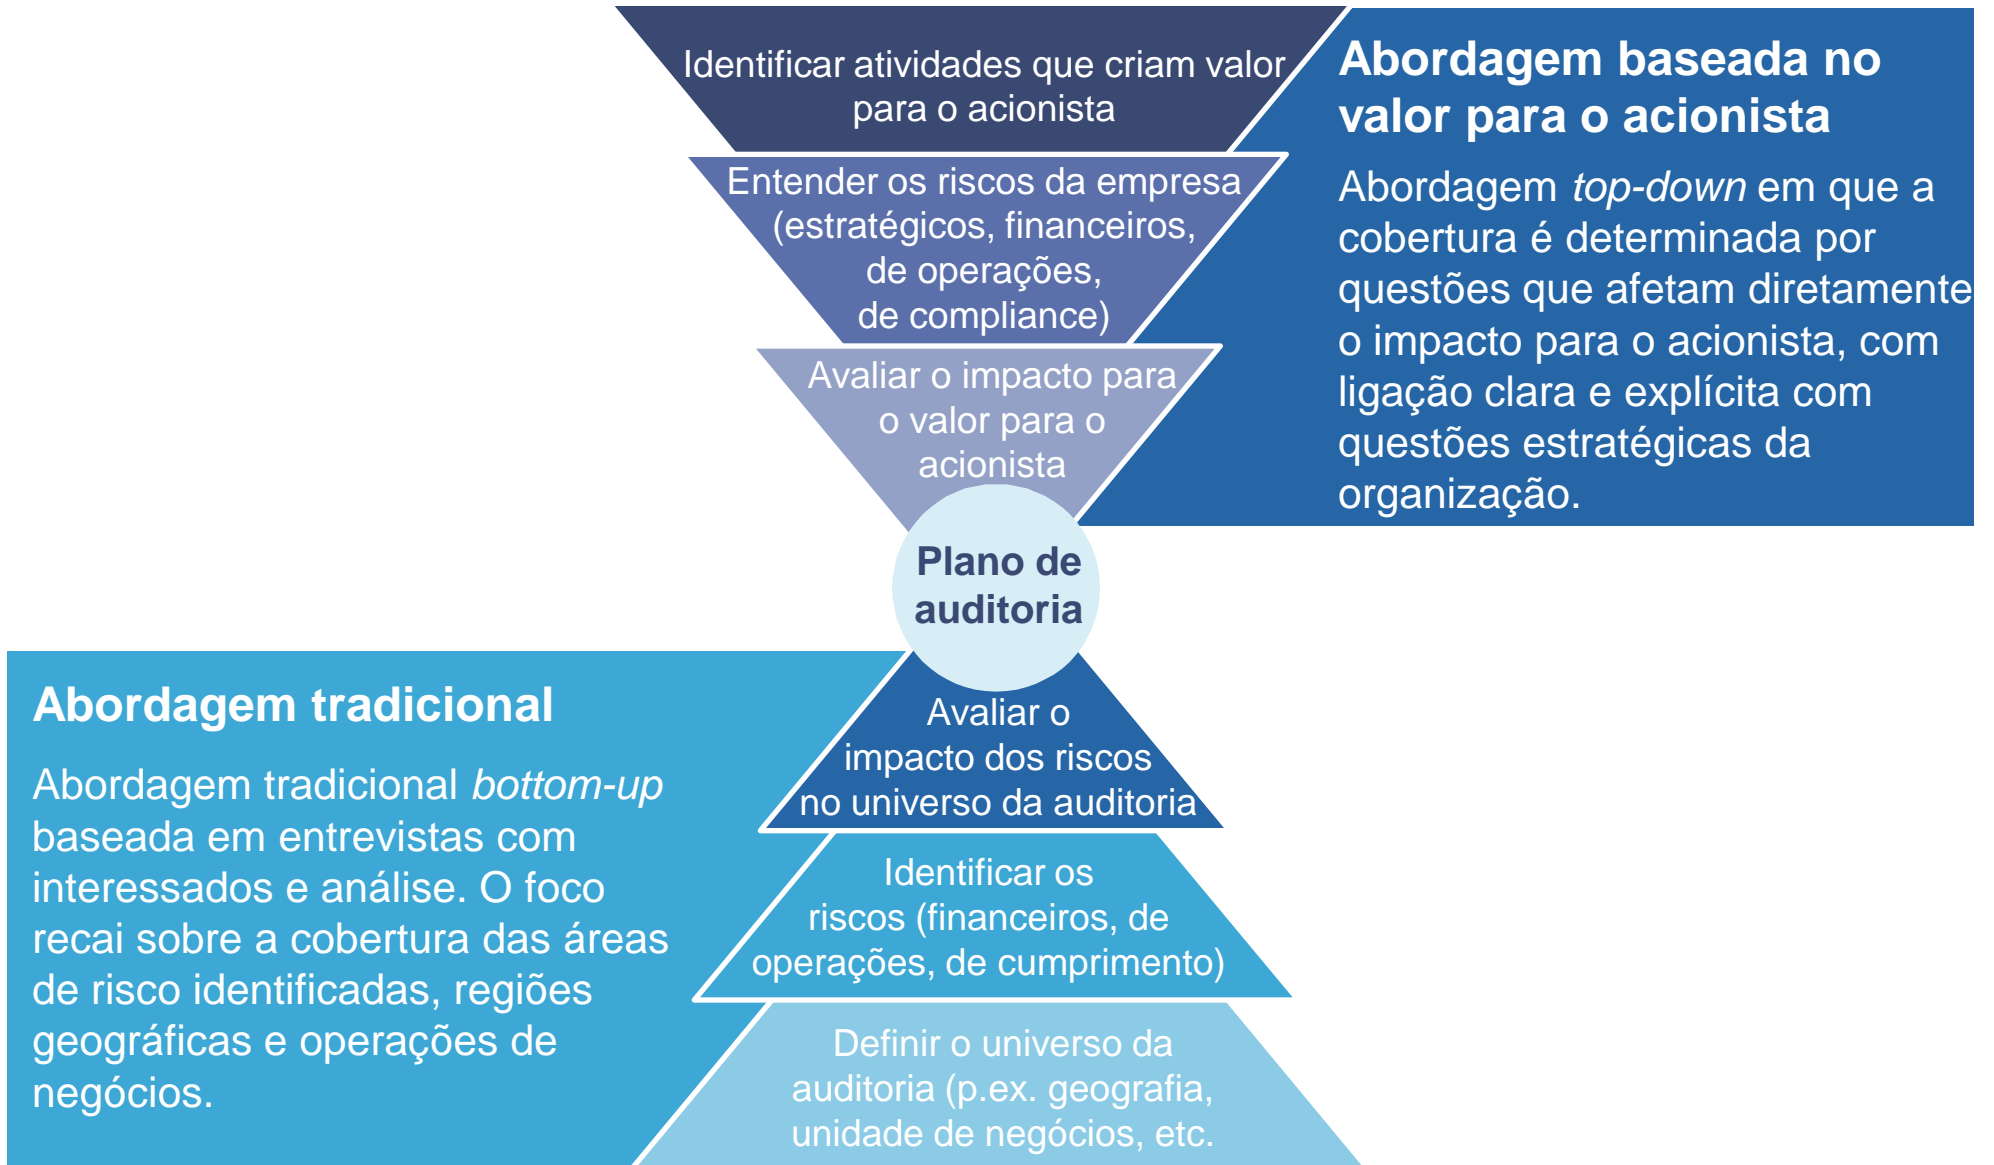 Identificar atividades que criam valor
para o acionista
Entender os riscos da empresa
(estratégicos, financeiros,
de operações,
de compliance)
Avaliar o impacto para
o valor para o
acionista
Abordagem baseada no
valor para o acionista
Abordagem top-down em que a
cobertura é determinada por
questões que afetam diretamente
o impacto para o acionista, com
ligação clara e explícita com
questões estratégicas da
organização.
Plano de
auditoria
Abordagem tradicional
Abordagem tradicional bottom-up
baseada em entrevistas com
interessados e análise. O foco
recai sobre a cobertura das áreas
de risco identificadas, regiões
geográficas e operações de
negócios.
Avaliar o
impacto dos riscos
no universo da auditoria
Identificar os
riscos (financeiros, de
operações, de cumprimento)
Definir o universo da
auditoria (p.ex. geografia,
unidade de negócios, etc.